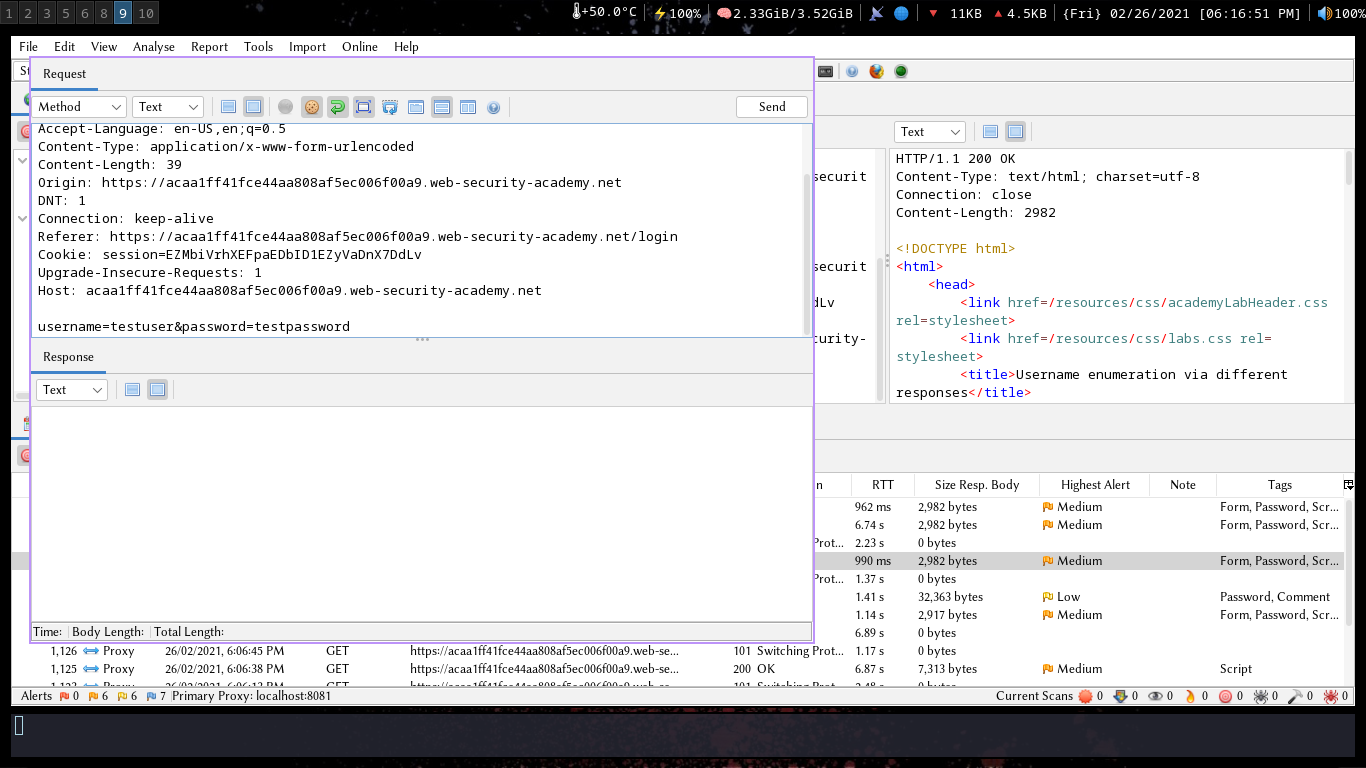 1 2 3 5 6 8 9 10 +50.0°C 100% 2.33GiB/3.52GiB 11KB 4.5KB {Fri} 02/26/2021 [06:16:51 PM] 100%
File Edit View Analyse Report Tools Import Online Help
Request
Method Text Send
Accept-Language: en-US,en;q=0.5
Content-Type: application/x-www-form-urlencoded
Content-Length: 39
Origin: https://acaa1ff41fce44aa808af5ec006f00a9.web-security-academy.net
DNT: 1
Connection: keep-alive
Referer: https://acaa1ff41fce44aa808af5ec006f00a9.web-security-academy.net/login
Cookie: session=EZMbiVrhXEFpaEDbID1EZyVaDnX7DdLv
Upgrade-Insecure-Requests: 1
Host: acaa1ff41fce44aa808af5ec006f00a9.web-security-academy.net
username=testuser&password=testpassword
Response
Text
Time: Body Length: Total Length:
securit
securit
dLv
curity-
Text
HTTP/1.1 200 OK
Content-Type: text/html; charset=utf-8
Connection: close
Content-Length: 2982
<!DOCTYPE html>
<html>
<head>
<link href=/resources/css/academyLabHeader.css
rel=stylesheet>
<link href=/resources/css/labs.css rel=
stylesheet>
<title>Username enumeration via different
responses</title>
n RTT Size Resp. Body Highest Alert Note Tags
962 ms 2,982 bytes Medium Form, Password, Scr...
6.74 s 2,982 bytes Medium Form, Password, Scr...
Prot... 2.23 s 0 bytes
990 ms 2,982 bytes Medium Form, Password, Scr...
Prot... 1.37 s 0 bytes
1.41 s 32,363 bytes Low Password, Comment
1.14 s 2,917 bytes Medium Form, Password, Scr...
6.89 s 0 bytes
1,126 Proxy 26/02/2021, 6:06:45 PM GET https://acaa1ff41fce44aa808af5ec006f00a9.web-se... 101 Switching Prot... 1.17 s 0 bytes
1,125 Proxy 26/02/2021, 6:06:38 PM GET https://acaa1ff41fce44aa808af5ec006f00a9.web-se... 200 OK 6.87 s 7,313 bytes Medium Script
Alerts 0 6 6 7 Primary Proxy: localhost:8081 Current Scans 0 0 0 0 0 0 0 0